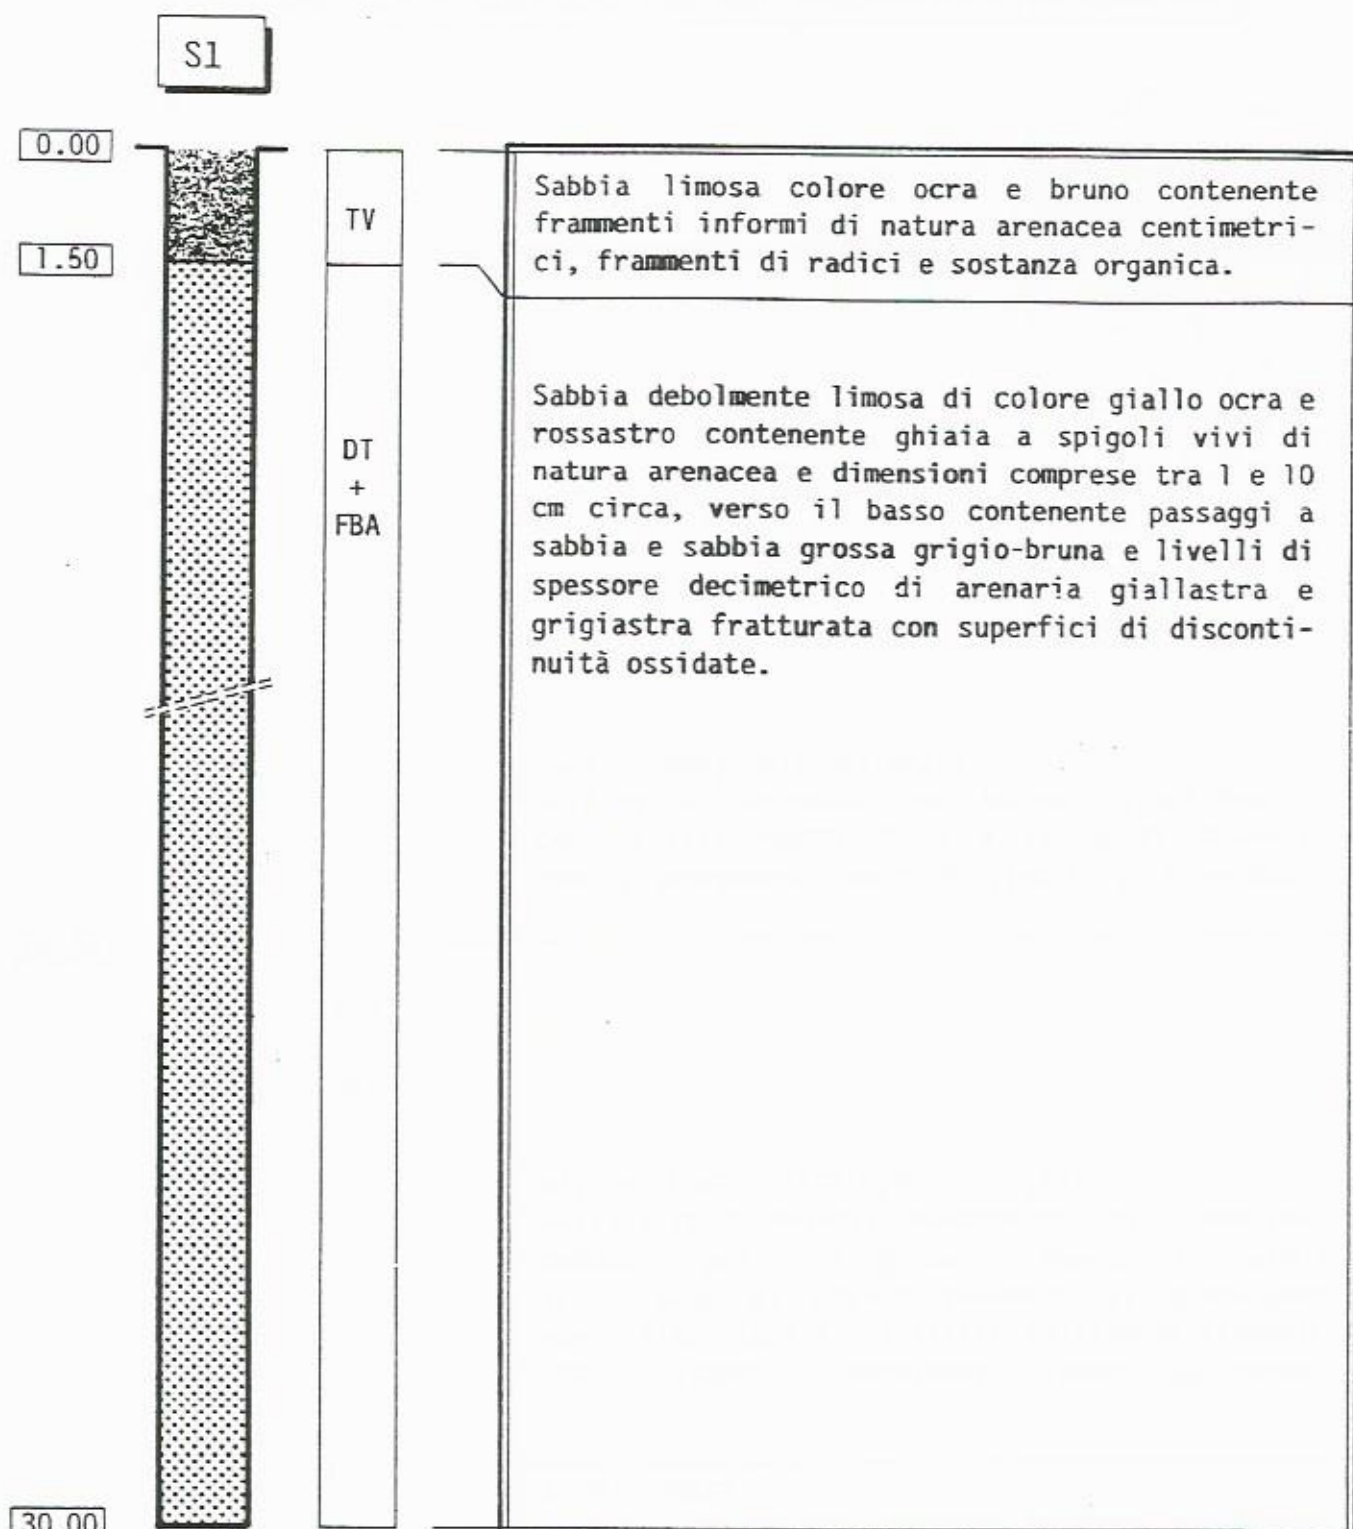 S1
0.00
TV
Sabbia limosa colore ocra e bruno contenente
frammenti informi di natura arenacea centimetri-
ci, frammenti di radici e sostanza organica.
1.50
DT
+
FBA
Sabbia debolmente limosa di colore giallo ocra e
rossastro contenente ghiaia a spigoli vivi di
natura arenacea e dimensioni comprese tra 1 e 10
cm circa, verso il basso contenente passaggi a
sabbia e sabbia grossa grigio-bruna e livelli di
spessore decimetrico di arenaria giallastra e
grigiastra fratturata con superfici di disconti-
nuità ossidate.
30.00